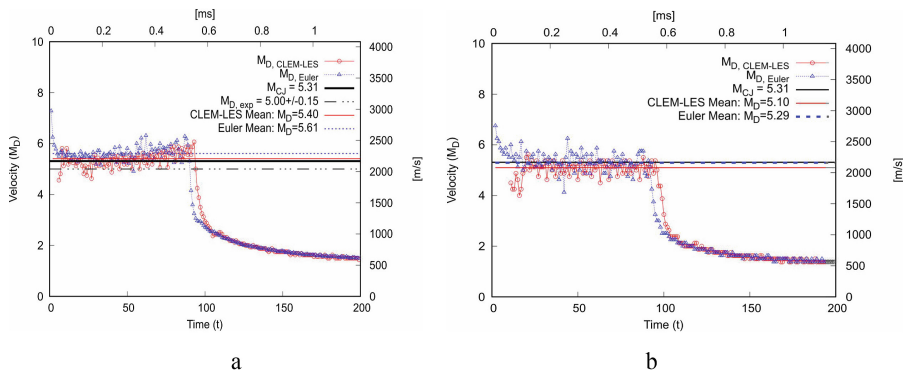 [ms]
0 0.2 0.4 0.6 0.8 1
10
8
6
4
2
0
Velocity (M_D)
M_D, CLEM-LES
M_D, Euler
M_CJ = 5.31
M_D, exp = 5.00+/-0.15
CLEM-LES Mean: M_D=5.40
Euler Mean: M_D=5.61
4000
3500
3000
2500
2000
1500
1000
500
0
[m/s]
0 50 100 150 200
Time (t)
a
[ms]
0 0.2 0.4 0.6 0.8 1
10
8
6
4
2
0
Velocity (M_D)
M_D, CLEM-LES
M_D, Euler
M_CJ = 5.31
CLEM-LES Mean: M_D=5.10
Euler Mean: M_D=5.29
4000
3500
3000
2500
2000
1500
1000
500
0
[m/s]
0 50 100 150 200
Time (t)
b